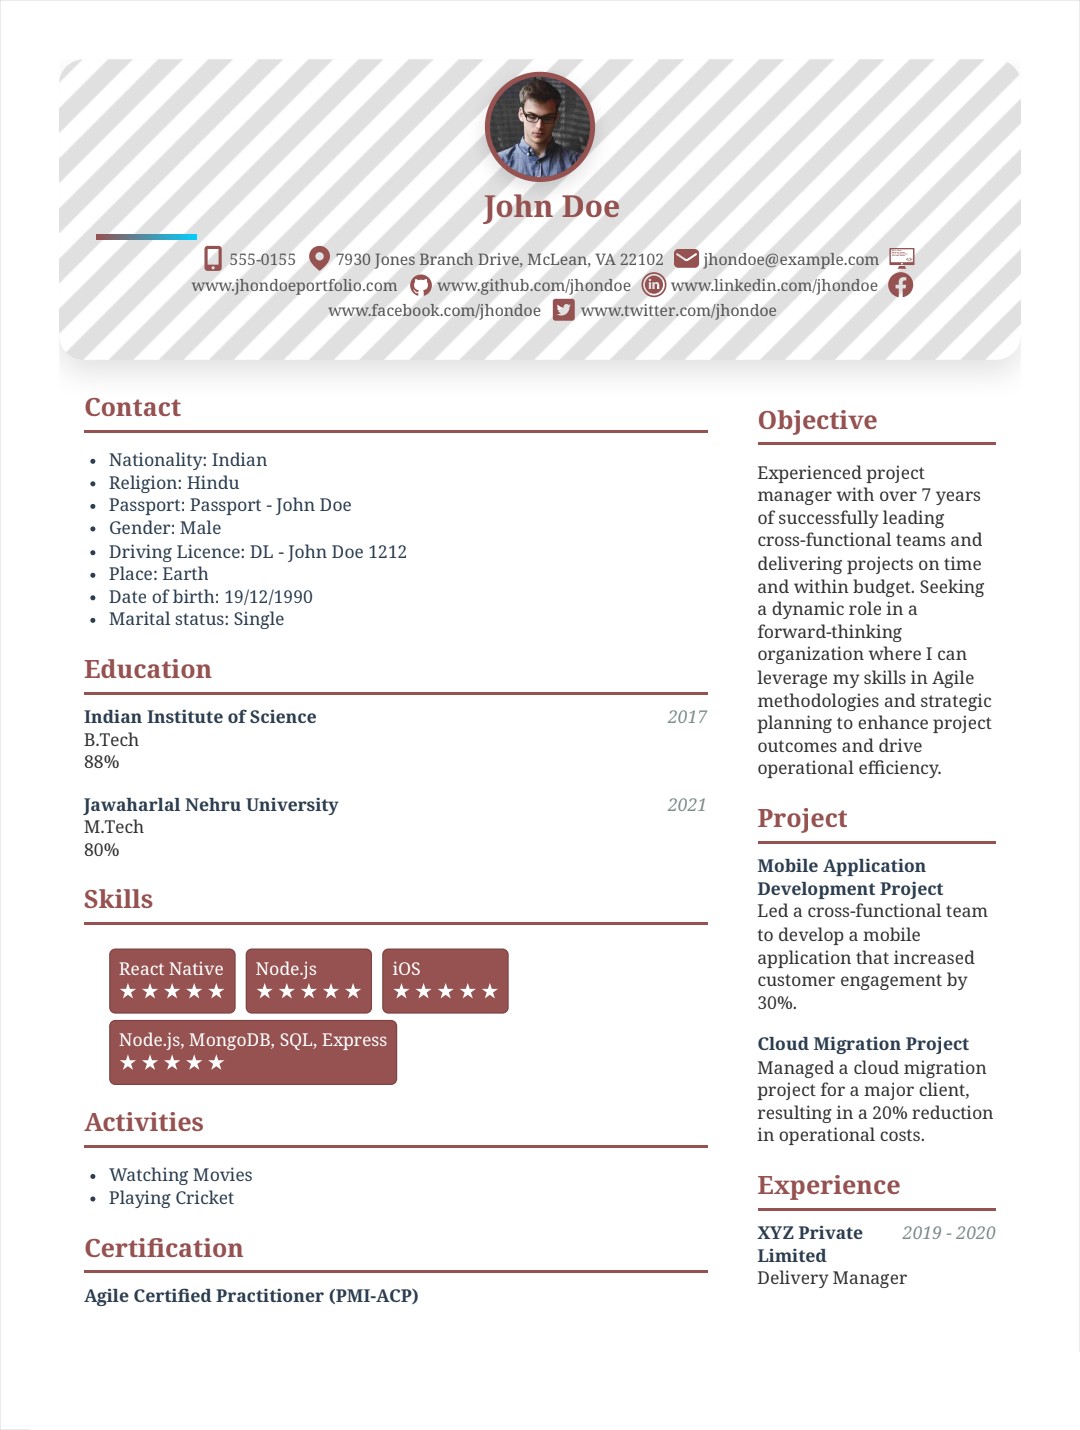 John Doe
555-0155 7930 Jones Branch Drive, McLean, VA 22102 jhondoe@example.com
www.jhondoeportfolio.com www.github.com/jhondoe www.linkedin.com/jhondoe
www.facebook.com/jhondoe www.twitter.com/jhondoe
Contact
• Nationality: Indian
• Religion: Hindu
• Passport: Passport - John Doe
• Gender: Male
• Driving Licence: DL - John Doe 1212
• Place: Earth
• Date of birth: 19/12/1990
• Marital status: Single
Education
Indian Institute of Science 2017
B.Tech
88%
Jawaharlal Nehru University 2021
M.Tech
80%
Skills
React Native Node.js iOS
★ ★ ★ ★ ★ ★ ★ ★ ★ ★ ★ ★ ★ ★ ★
Node.js, MongoDB, SQL, Express
★ ★ ★ ★ ★
Activities
• Watching Movies
• Playing Cricket
Certification
Agile Certified Practitioner (PMI-ACP)
Objective
Experienced project
manager with over 7 years
of successfully leading
cross-functional teams and
delivering projects on time
and within budget. Seeking
a dynamic role in a
forward-thinking
organization where I can
leverage my skills in Agile
methodologies and strategic
planning to enhance project
outcomes and drive
operational efficiency.
Project
Mobile Application
Development Project
Led a cross-functional team
to develop a mobile
application that increased
customer engagement by
30%.
Cloud Migration Project
Managed a cloud migration
project for a major client,
resulting in a 20% reduction
in operational costs.
Experience
XYZ Private 2019 - 2020
Limited
Delivery Manager